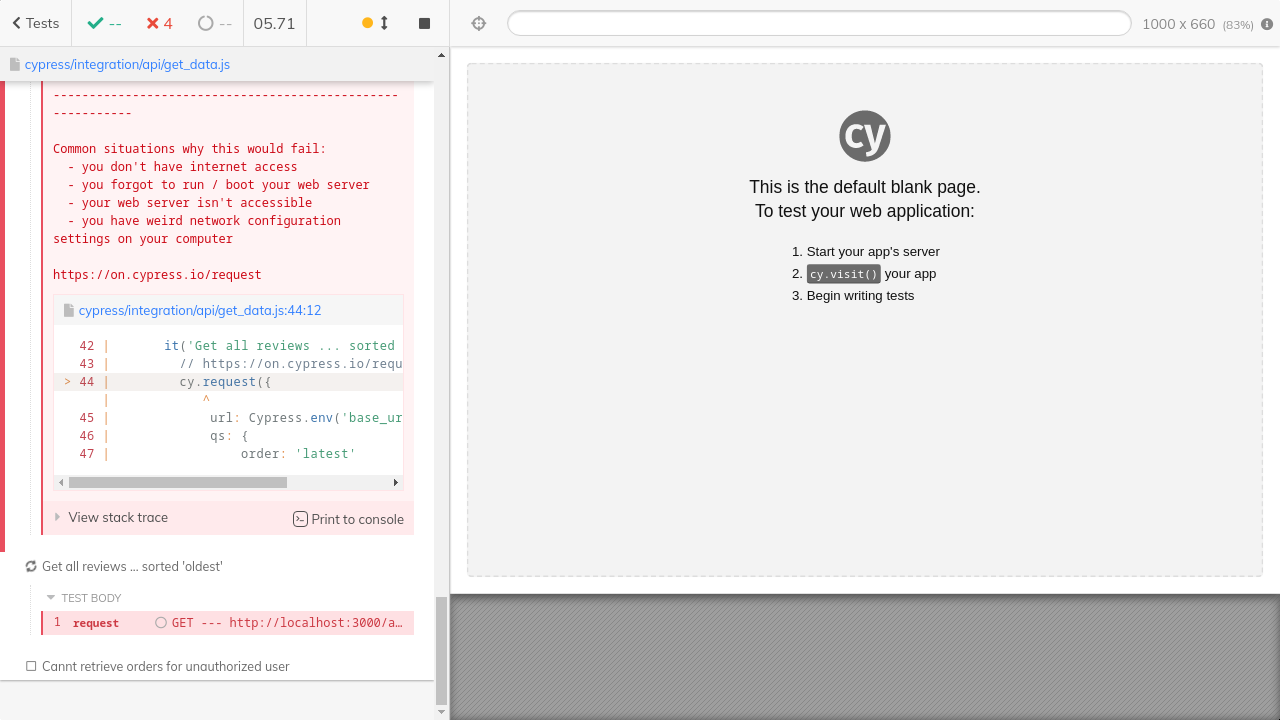 Tests
--
4
--
05.71
1000 x 660 (83%)
cypress/integration/api/get_data.js
------------------------------------------------
-----------
Common situations why this would fail:
- you don't have internet access
- you forgot to run / boot your web server
- your web server isn't accessible
- you have weird network configuration
settings on your computer
https://on.cypress.io/request
cypress/integration/api/get_data.js:44:12
42 | it('Get all reviews ... sorted
43 | // https://on.cypress.io/requ
> 44 | cy.request({
| ^
45 | url: Cypress.env('base_ur
46 | qs: {
47 | order: 'latest'
View stack trace
Print to console
Get all reviews ... sorted 'oldest'
TEST BODY
1 request GET --- http://localhost:3000/a…
Cannt retrieve orders for unauthorized user
cy
This is the default blank page.
To test your web application:
1. Start your app's server
2. cy.visit() your app
3. Begin writing tests